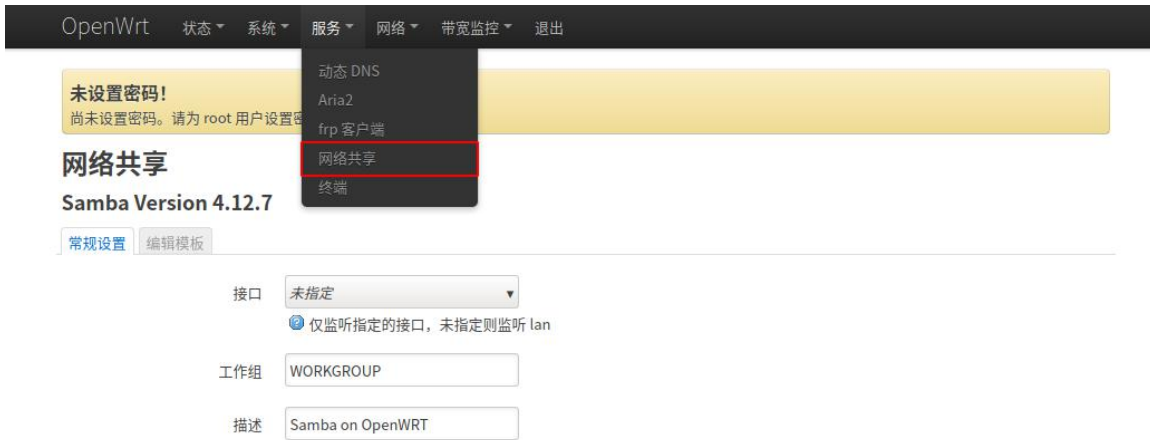 OpenWrt 状态 系统 服务 网络 带宽监控 退出
动态 DNS
Aria2
frp 客户端
网络共享
终端
未设置密码!
尚未设置密码。请为 root 用户设置密
网络共享
Samba Version 4.12.7
常规设置 编辑模板
接口 未指定
仅监听指定的接口，未指定则监听 lan
工作组 WORKGROUP
描述 Samba on OpenWRT